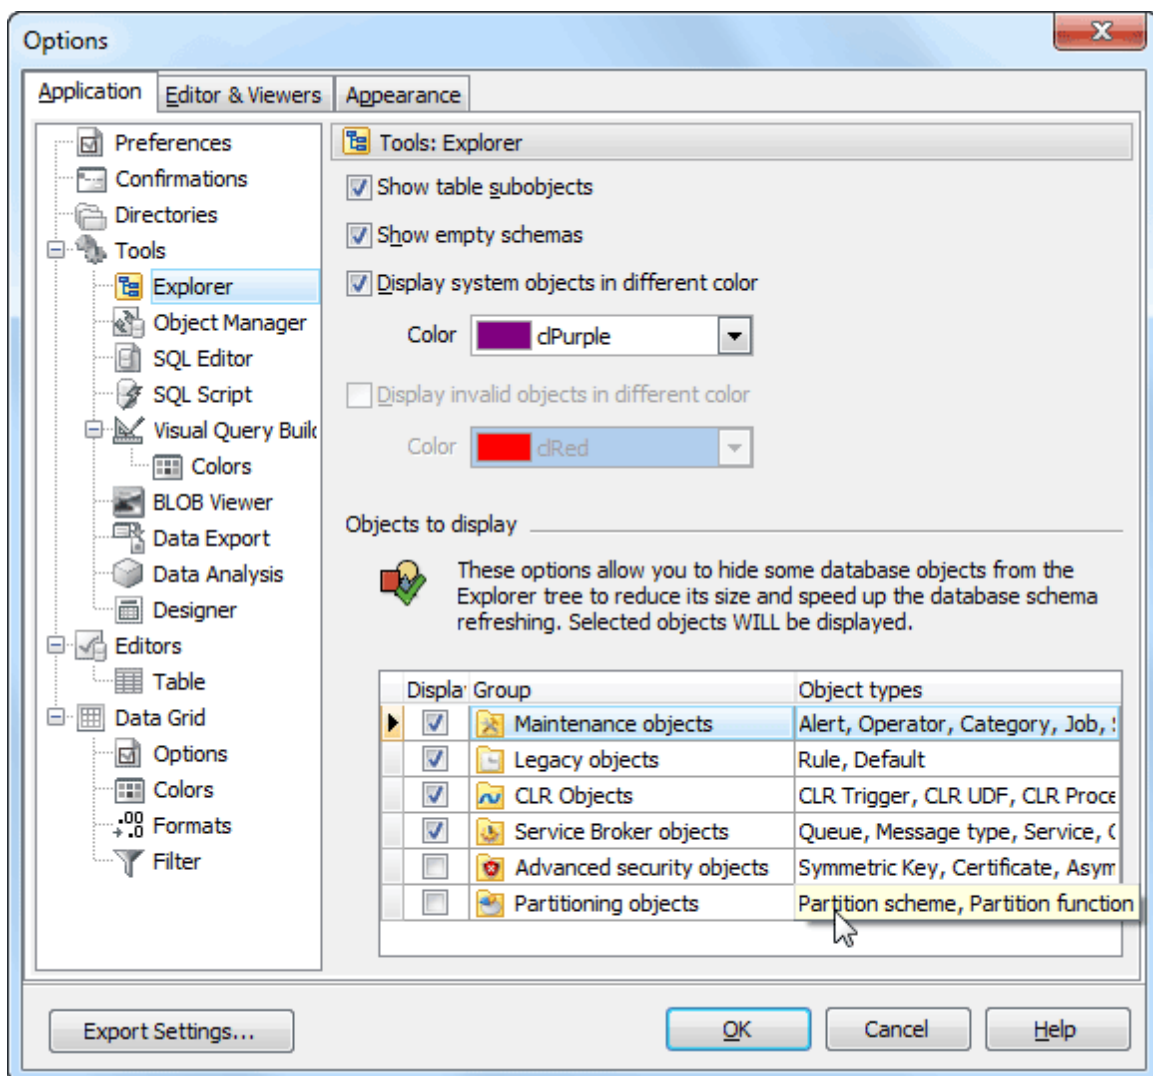 Options
Application
Editor & Viewers
Appearance
Preferences
Confirmations
Directories
Tools
Explorer
Object Manager
SQL Editor
SQL Script
Visual Query Build
Colors
BLOB Viewer
Data Export
Data Analysis
Designer
Editors
Table
Data Grid
Options
Colors
Formats
Filter
Tools: Explorer
Show table subobjects
Show empty schemas
Display system objects in different color
Color clPurple
Display invalid objects in different color
Color clRed
Objects to display
These options allow you to hide some database objects from the
Explorer tree to reduce its size and speed up the database schema
refreshing. Selected objects WILL be displayed.
Display Group Object types
Maintenance objects Alert, Operator, Category, Job,
Legacy objects Rule, Default
CLR Objects CLR Trigger, CLR UDF, CLR Proce
Service Broker objects Queue, Message type, Service,
Advanced security objects Symmetric Key, Certificate, Asym
Partitioning objects Partition scheme, Partition function
Export Settings...
OK
Cancel
Help